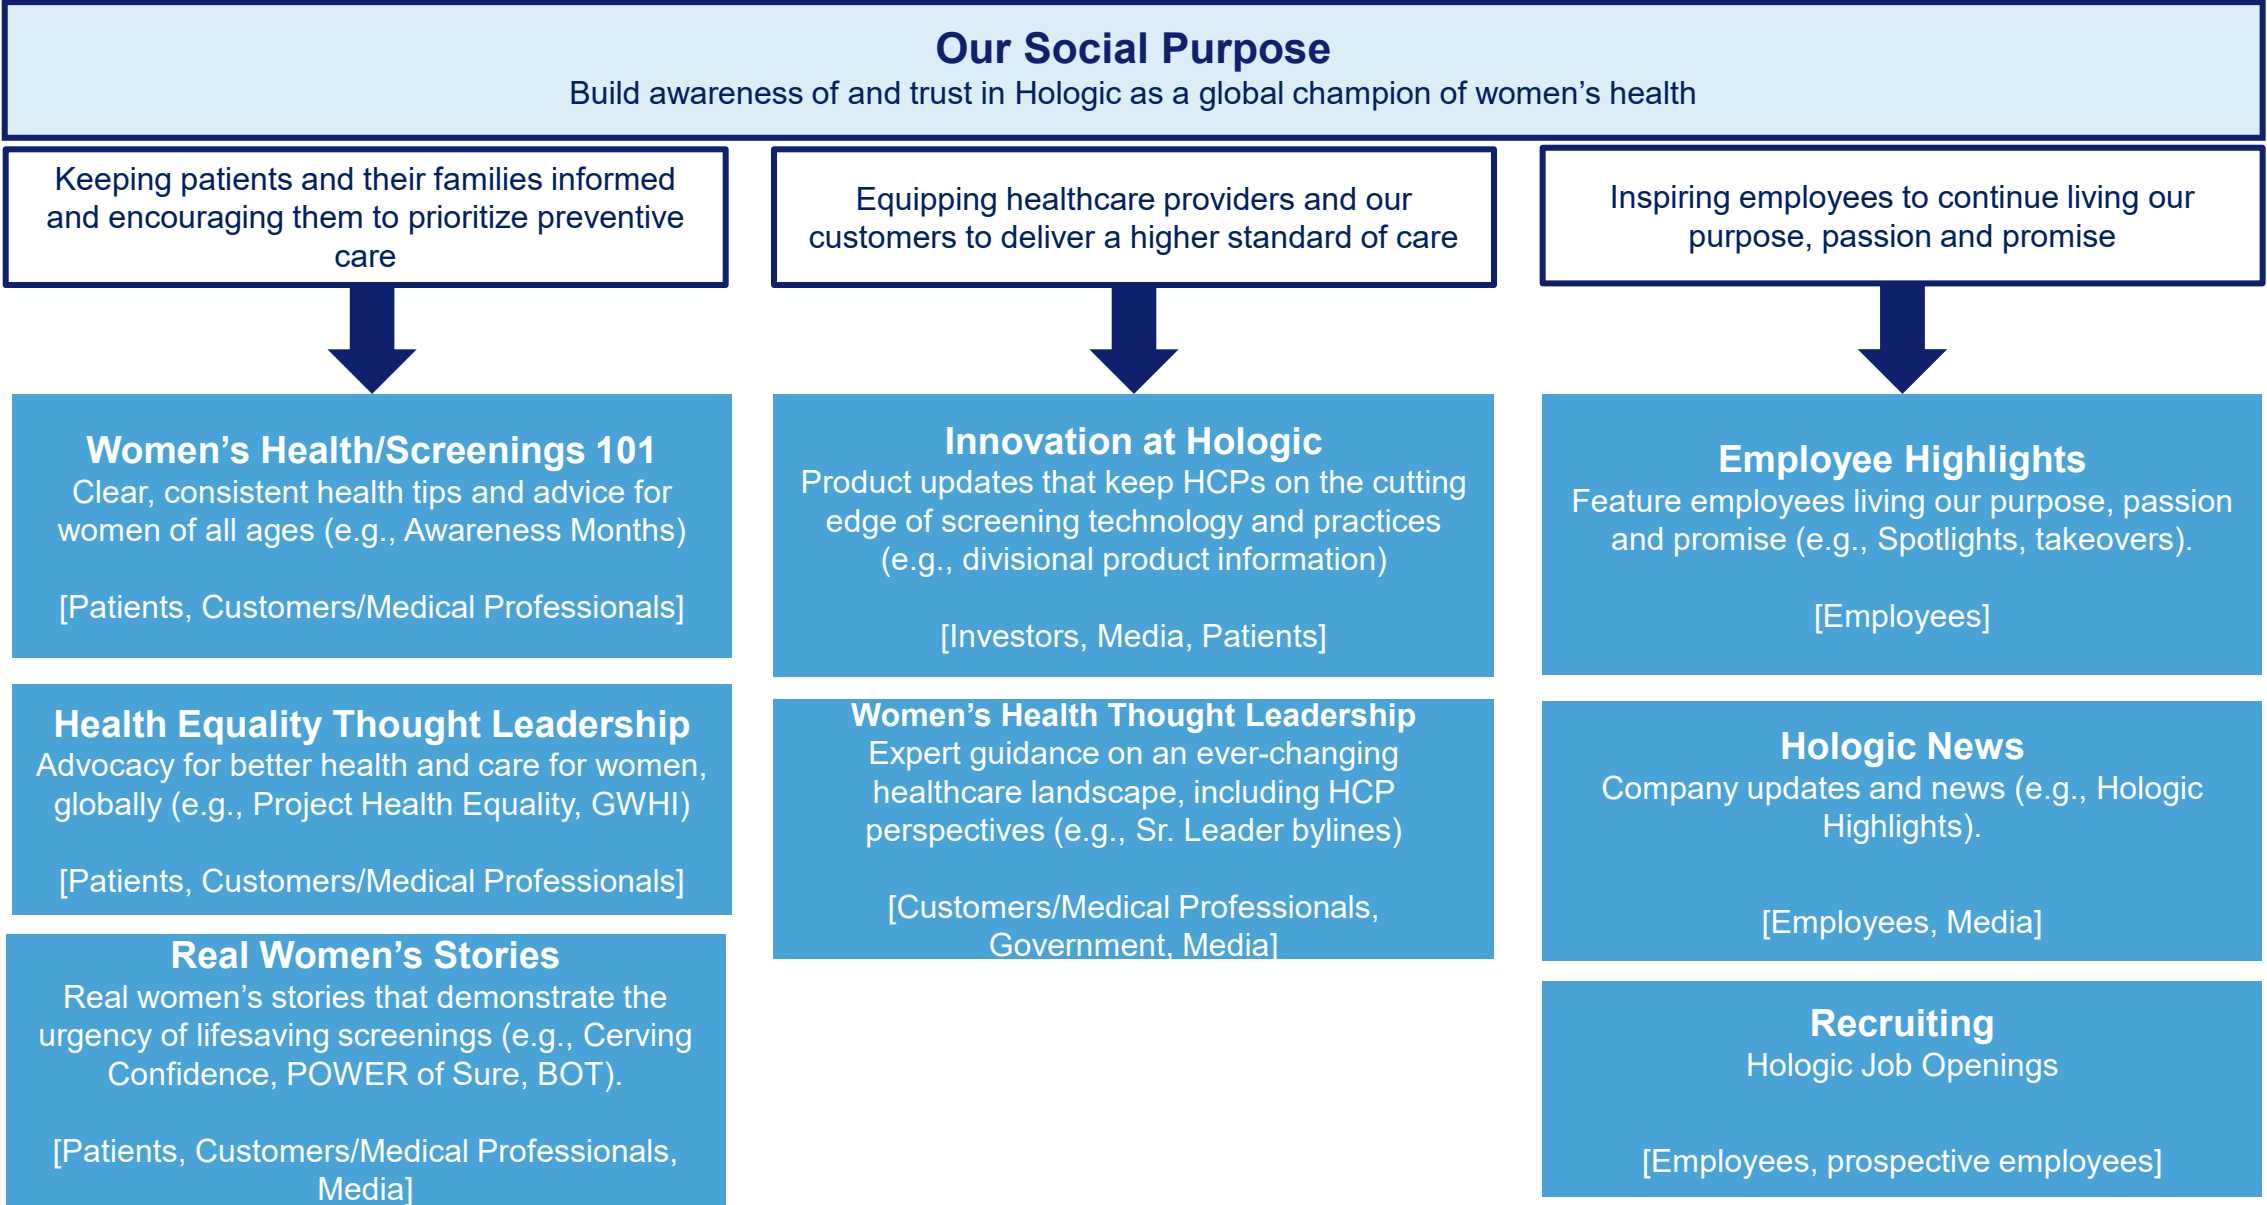 Our Social Purpose
Build awareness of and trust in Hologic as a global champion of women’s health
Keeping patients and their families informed
and encouraging them to prioritize preventive
care
Equipping healthcare providers and our
customers to deliver a higher standard of care
Inspiring employees to continue living our
purpose, passion and promise
Women’s Health/Screenings 101
Clear, consistent health tips and advice for
women of all ages (e.g., Awareness Months)
[Patients, Customers/Medical Professionals]
Health Equality Thought Leadership
Advocacy for better health and care for women,
globally (e.g., Project Health Equality, GWHI)
[Patients, Customers/Medical Professionals]
Real Women’s Stories
Real women’s stories that demonstrate the
urgency of lifesaving screenings (e.g., Cerving
Confidence, POWER of Sure, BOT).
[Patients, Customers/Medical Professionals,
Media]
Innovation at Hologic
Product updates that keep HCPs on the cutting
edge of screening technology and practices
(e.g., divisional product information)
[Investors, Media, Patients]
Women’s Health Thought Leadership
Expert guidance on an ever-changing
healthcare landscape, including HCP
perspectives (e.g., Sr. Leader bylines)
[Customers/Medical Professionals,
Government, Media]
Employee Highlights
Feature employees living our purpose, passion
and promise (e.g., Spotlights, takeovers).
[Employees]
Hologic News
Company updates and news (e.g., Hologic
Highlights).
[Employees, Media]
Recruiting
Hologic Job Openings
[Employees, prospective employees]